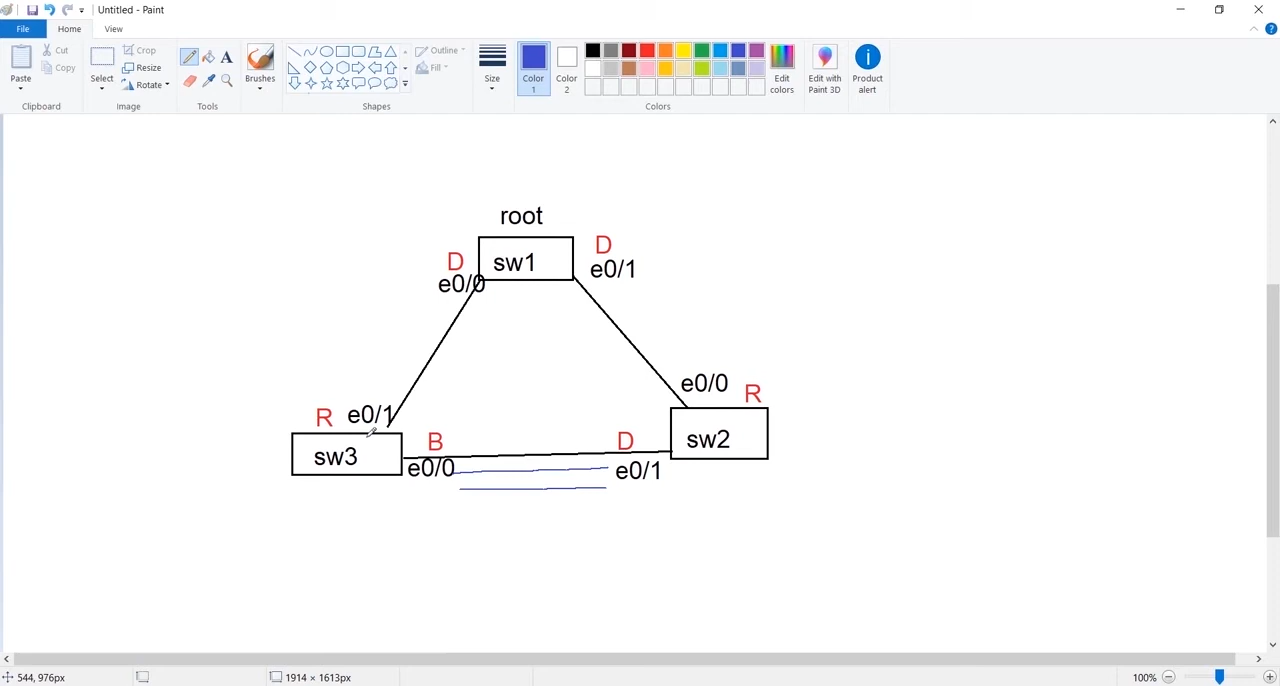 Untitled - Paint
File
Home
View
Paste
Cut
Copy
Clipboard
Select
Crop
Resize
Rotate
Image
A
Tools
Brushes
Outline
Fill
Shapes
Size
Color 1
Color 2
Edit colors
Colors
Edit with Paint 3D
Product alert
root
D
sw1
D
e0/0
e0/1
e0/0
R
R
e0/1
sw3
B
e0/0
D
e0/1
sw2
544, 976px
1914 × 1613px
100%